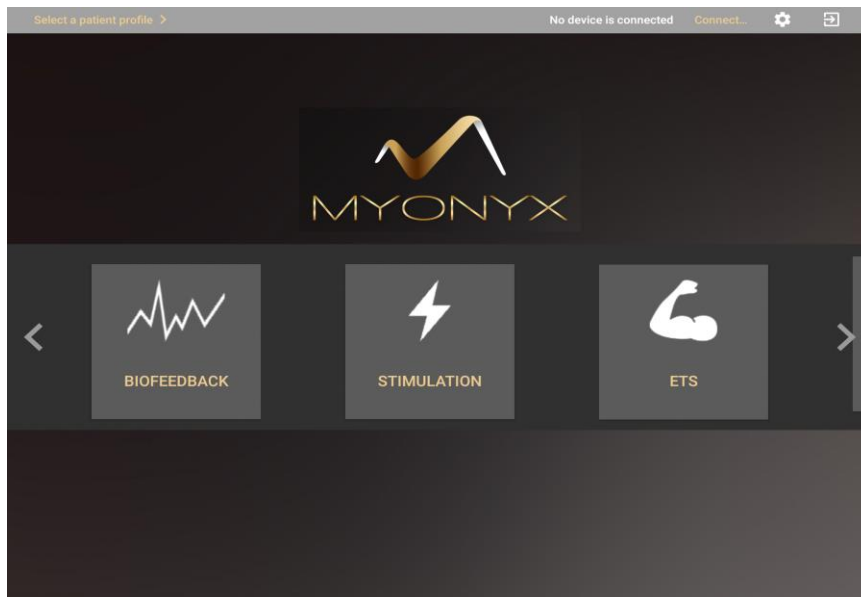 Select a patient profile >
No device is connected Connect...
MYONYX
BIOFEEDBACK
STIMULATION
ETS